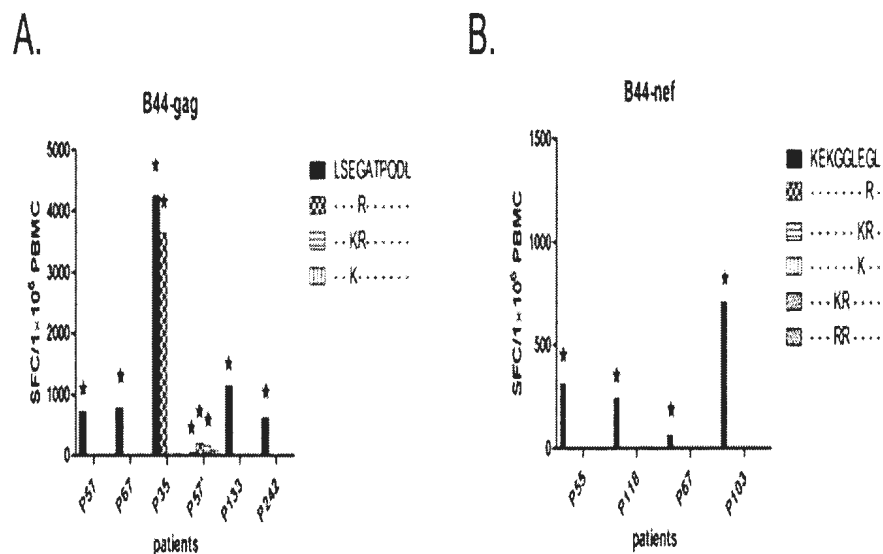 A.
B44-gag
SFC/1×10⁶ PBMC
5000
4000
3000
2000
1000
0
P57
P67
P35
P57'
P133
P242
patients
LSEGATPQDL
···R······
···KR······
···K·······
B.
B44-nef
SFC/1×10⁶ PBMC
1500
1000
500
0
P55
P118
P67
P103
patients
KEKGGLEGL
·······R·
······KR·
······K··
···KR····
···RR····